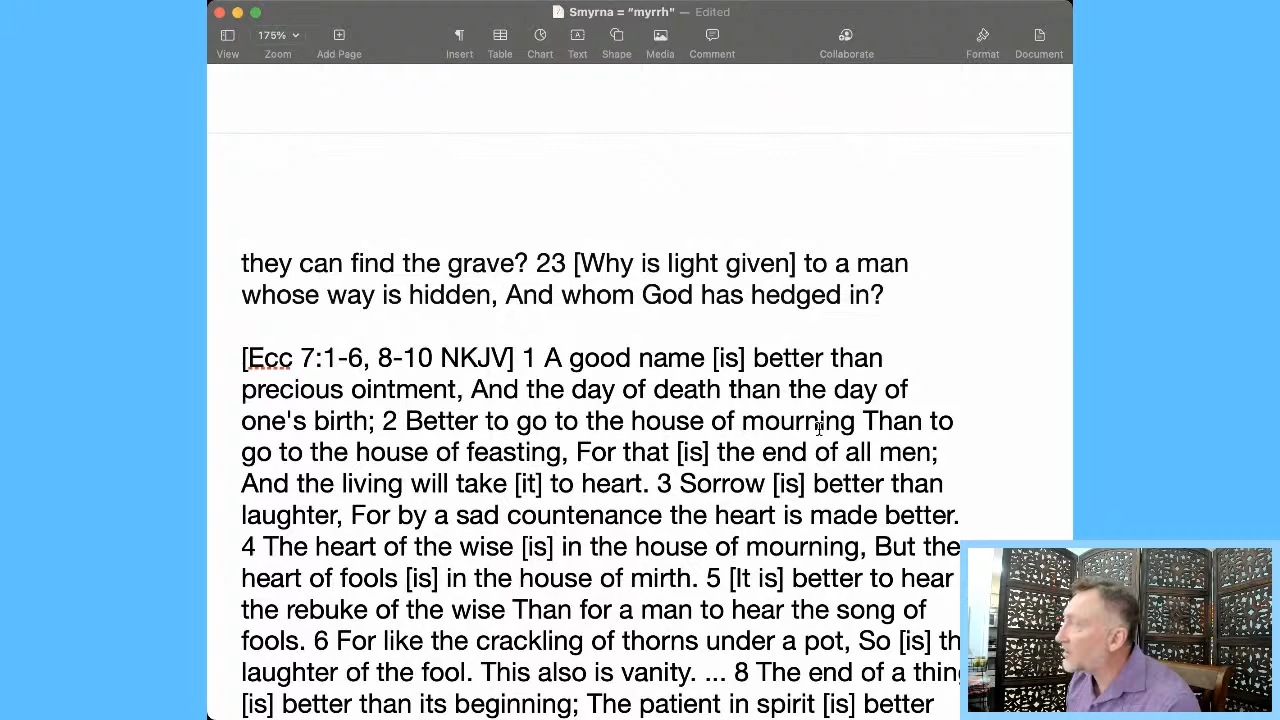 Smyrna = "myrrh" — Edited
175%
View Zoom Add Page Insert Table Chart Text Shape Media Comment Collaborate Format Document
they can find the grave? 23 [Why is light given] to a man
whose way is hidden, And whom God has hedged in?
[Ecc 7:1-6, 8-10 NKJV] 1 A good name [is] better than
precious ointment, And the day of death than the day of
one's birth; 2 Better to go to the house of mourning Than to
go to the house of feasting, For that [is] the end of all men;
And the living will take [it] to heart. 3 Sorrow [is] better than
laughter, For by a sad countenance the heart is made better.
4 The heart of the wise [is] in the house of mourning, But the
heart of fools [is] in the house of mirth. 5 [It is] better to hear
the rebuke of the wise Than for a man to hear the song of
fools. 6 For like the crackling of thorns under a pot, So [is] th
laughter of the fool. This also is vanity. ... 8 The end of a thing
[is] better than its beginning; The patient in spirit [is] better